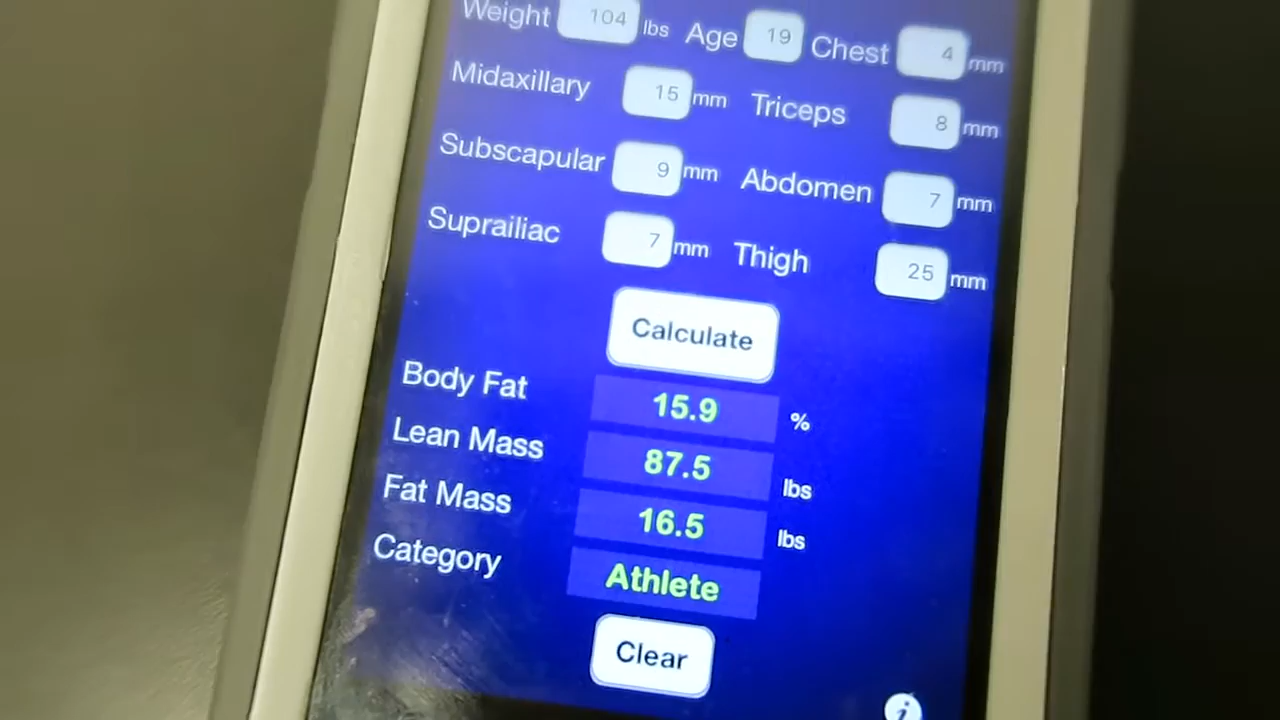 Weight 104 lbs Age 19 Chest 4 mm
Midaxillary 15 mm Triceps 8 mm
Subscapular 9 mm Abdomen 7 mm
Suprailiac 7 mm Thigh 25 mm
Calculate
Body Fat 15.9 %
Lean Mass 87.5 lbs
Fat Mass 16.5 lbs
Category Athlete
Clear
i